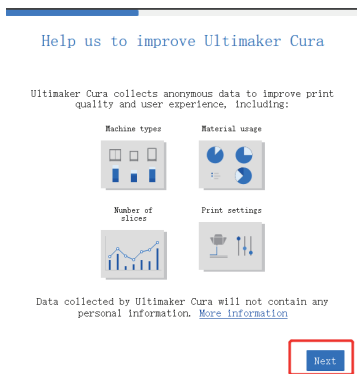 Help us to improve Ultimaker Cura
Ultimaker Cura collects anonymous data to improve print
quality and user experience, including:
Machine types
Material usage
Number of
slices
Print settings
Data collected by Ultimaker Cura will not contain any
personal information. More information
Next